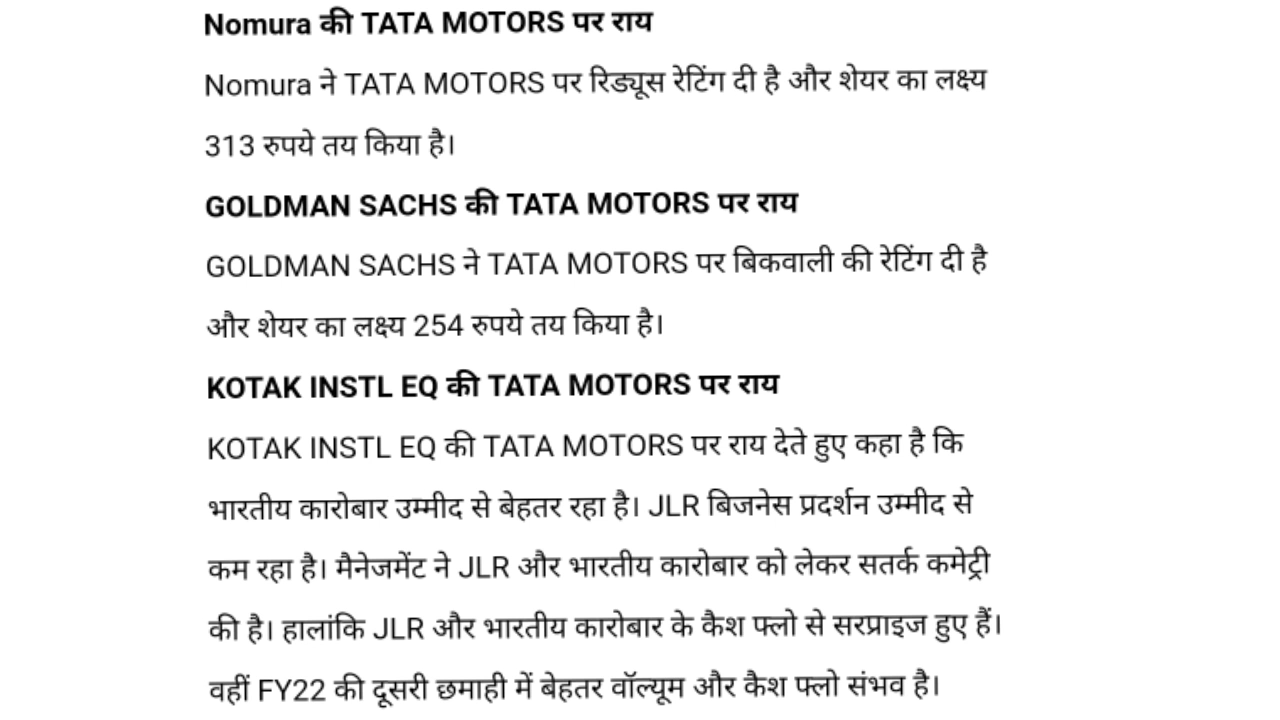 Nomura की TATA MOTORS पर राय
Nomura ने TATA MOTORS पर रिड्यूस रेटिंग दी है और शेयर का लक्ष्य
313 रुपये तय किया है।
GOLDMAN SACHS की TATA MOTORS पर राय
GOLDMAN SACHS ने TATA MOTORS पर बिकवाली की रेटिंग दी है
और शेयर का लक्ष्य 254 रुपये तय किया है।
KOTAK INSTL EQ की TATA MOTORS पर राय
KOTAK INSTL EQ की TATA MOTORS पर राय देते हुए कहा है कि
भारतीय कारोबार उम्मीद से बेहतर रहा है। JLR बिजनेस प्रदर्शन उम्मीद से
कम रहा है। मैनेजमेंट ने JLR और भारतीय कारोबार को लेकर सतर्क कमेट्री
की है। हालांकि JLR और भारतीय कारोबार के कैश फ्लो से सरप्राइज हुए हैं।
वहीं FY22 की दूसरी छमाही में बेहतर वॉल्यूम और कैश फ्लो संभव है।